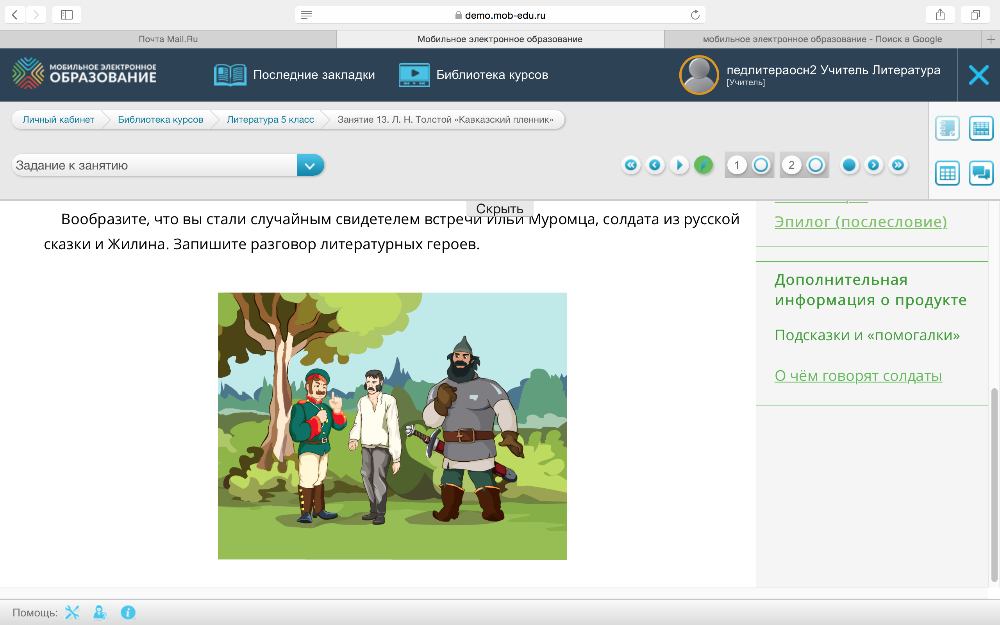 demo.mob-edu.ru
Почта Mail.Ru
Мобильное электронное образование
мобильное электронное образование - Поиск в Google
МОБИЛЬНОЕ ЭЛЕКТРОННОЕ
ОБРАЗОВАНИЕ
Последние закладки
Библиотека курсов
педлитераосн2 Учитель Литература
[Учитель]
Личный кабинет
Библиотека курсов
Литература 5 класс
Занятие 13. Л. Н. Толстой «Кавказский пленник»
Задание к занятию
1
2
Скрыть
Вообразите, что вы стали случайным свидетелем встречи Ильи Муромца, солдата из русской
сказки и Жилина. Запишите разговор литературных героев.
Эпилог (послесловие)
Дополнительная
информация о продукте
Подсказки и «помогалки»
О чём говорят солдаты
Помощь: